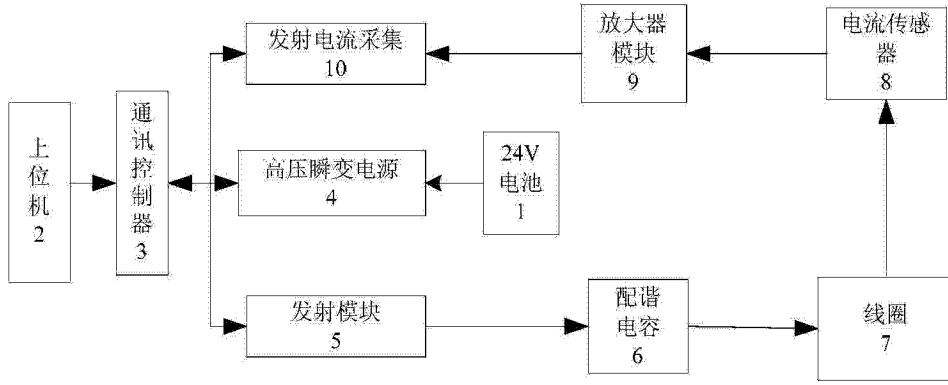 上
位
机
2
通
讯
控
制
器
3
发射电流采集
10
高压瞬变电源
4
发射模块
5
24V
电池
1
放大器
模块
9
配谐
电容
6
电流传感
器
8
线圈
7